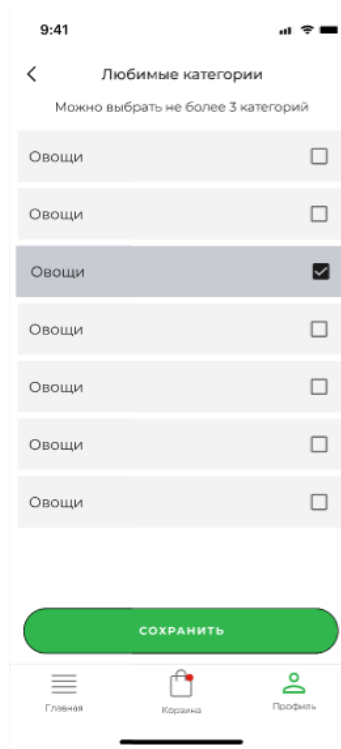 9:41
Любимые категории
Можно выбрать не более 3 категорий
Овощи
Овощи
Овощи
Овощи
Овощи
Овощи
Овощи
СОХРАНИТЬ
Главная
Корзина
Профиль